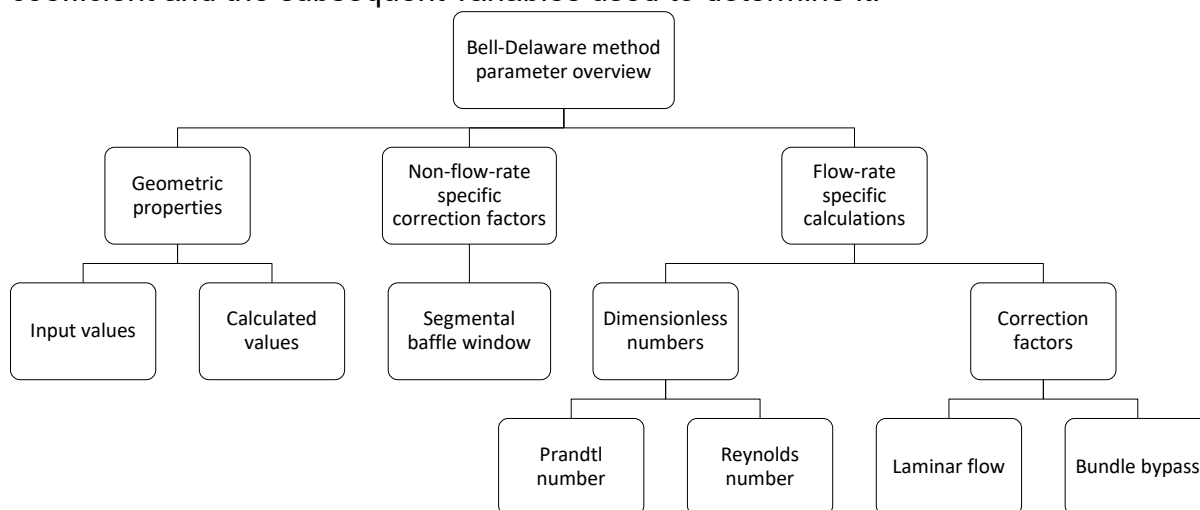 coefficient and the subsequent variables used to determine it.
Bell-Delaware method
parameter overview
Geometric
properties
Non-flow-rate
specific
correction factors
Flow-rate
specific
calculations
Input values
Calculated
values
Segmental
baffle window
Dimensionless
numbers
Correction
factors
Prandtl
number
Reynolds
number
Laminar flow
Bundle bypass